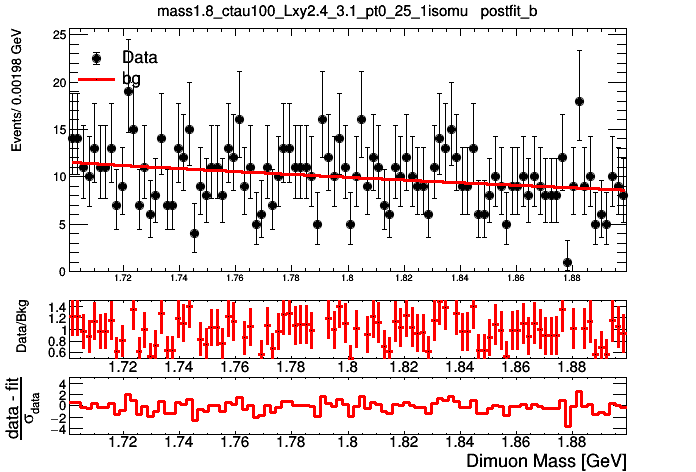 mass1.8_ctau100_Lxy2.4_3.1_pt0_25_1isomu postfit_b
Events/ 0.00198 GeV
25
20
15
10
5
0
Data
bg
1.72 1.74 1.76 1.78 1.8 1.82 1.84 1.86 1.88
Data/Bkg
1.4
1.2
1
0.8
0.6
1.72 1.74 1.76 1.78 1.8 1.82 1.84 1.86 1.88
data - fit
σdata
4
2
0
−2
−4
1.72 1.74 1.76 1.78 1.8 1.82 1.84 1.86 1.88
Dimuon Mass [GeV]